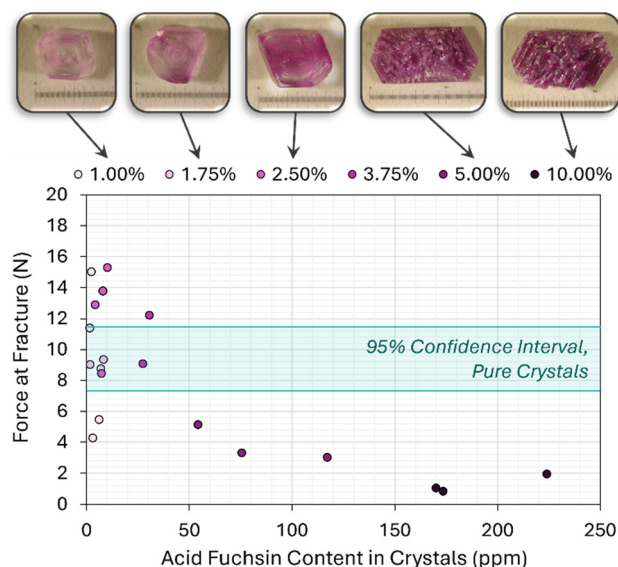 1.00% 1.75% 2.50% 3.75% 5.00% 10.00%
20
18
16
14
12
10
8
6
4
2
0
Force at Fracture (N)
95% Confidence Interval,
Pure Crystals
0 50 100 150 200 250
Acid Fuchsin Content in Crystals (ppm)